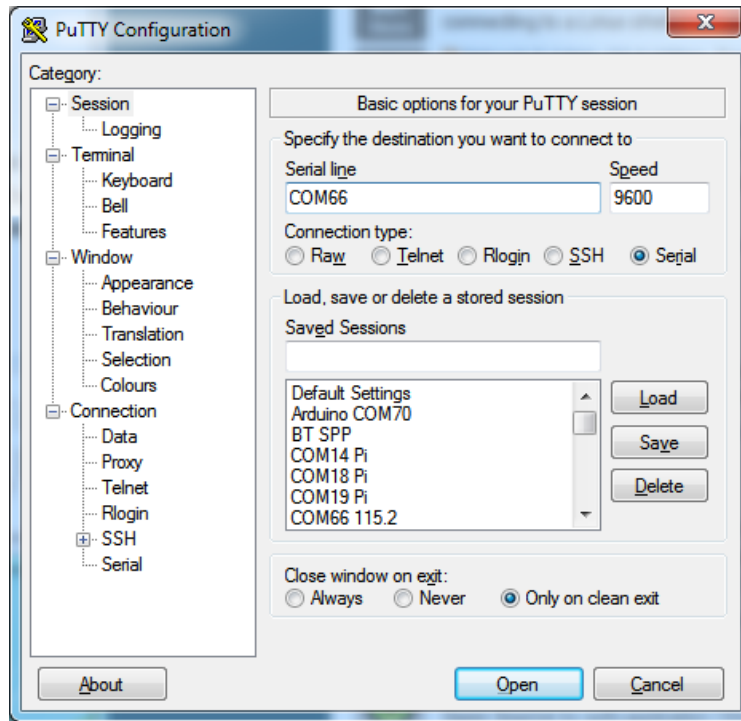 PuTTY Configuration
Category:
Session
Logging
Terminal
Keyboard
Bell
Features
Window
Appearance
Behaviour
Translation
Selection
Colours
Connection
Data
Proxy
Telnet
Rlogin
SSH
Serial
Basic options for your PuTTY session
Specify the destination you want to connect to
Serial line Speed
COM66 9600
Connection type:
Raw Telnet Rlogin SSH Serial
Load, save or delete a stored session
Saved Sessions
Default Settings
Arduino COM70
BT SPP
COM14 Pi
COM18 Pi
COM19 Pi
COM66 115.2
Load
Save
Delete
Close window on exit:
Always Never Only on clean exit
About Open Cancel